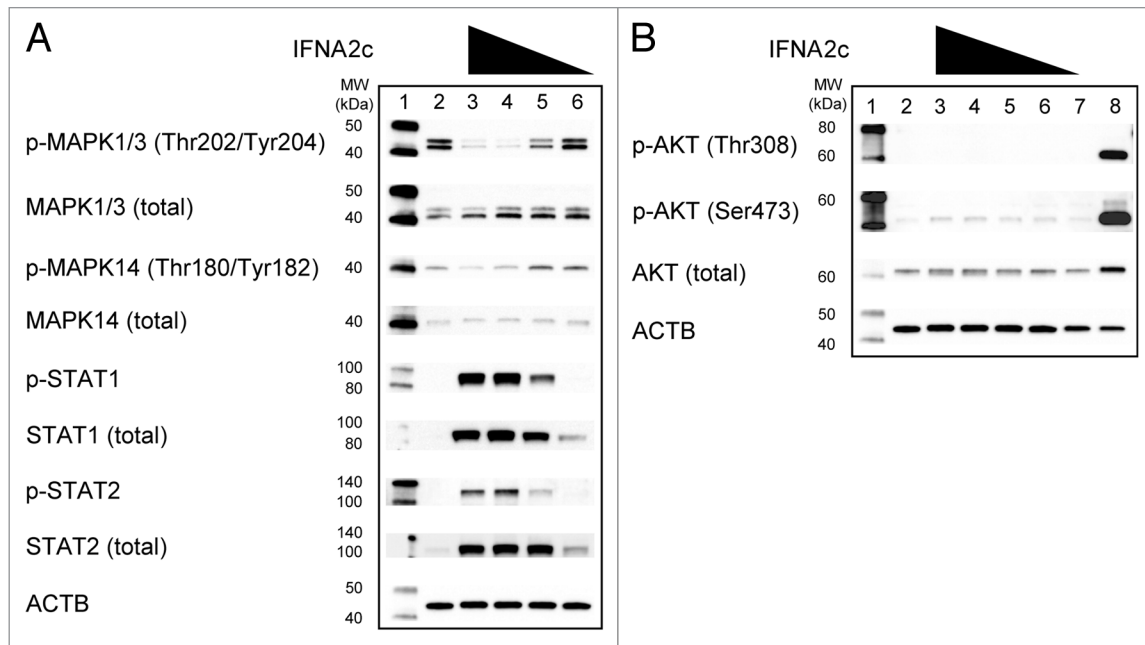 A
IFNA2c
MW
(kDa)
1 2 3 4 5 6
p-MAPK1/3 (Thr202/Tyr204)
50
40
MAPK1/3 (total)
50
40
p-MAPK14 (Thr180/Tyr182)
40
MAPK14 (total)
40
p-STAT1
100
80
STAT1 (total)
100
80
p-STAT2
140
100
STAT2 (total)
140
100
ACTB
50
40
B
IFNA2c
MW
(kDa)
1 2 3 4 5 6 7 8
p-AKT (Thr308)
80
60
p-AKT (Ser473)
60
AKT (total)
60
ACTB
50
40